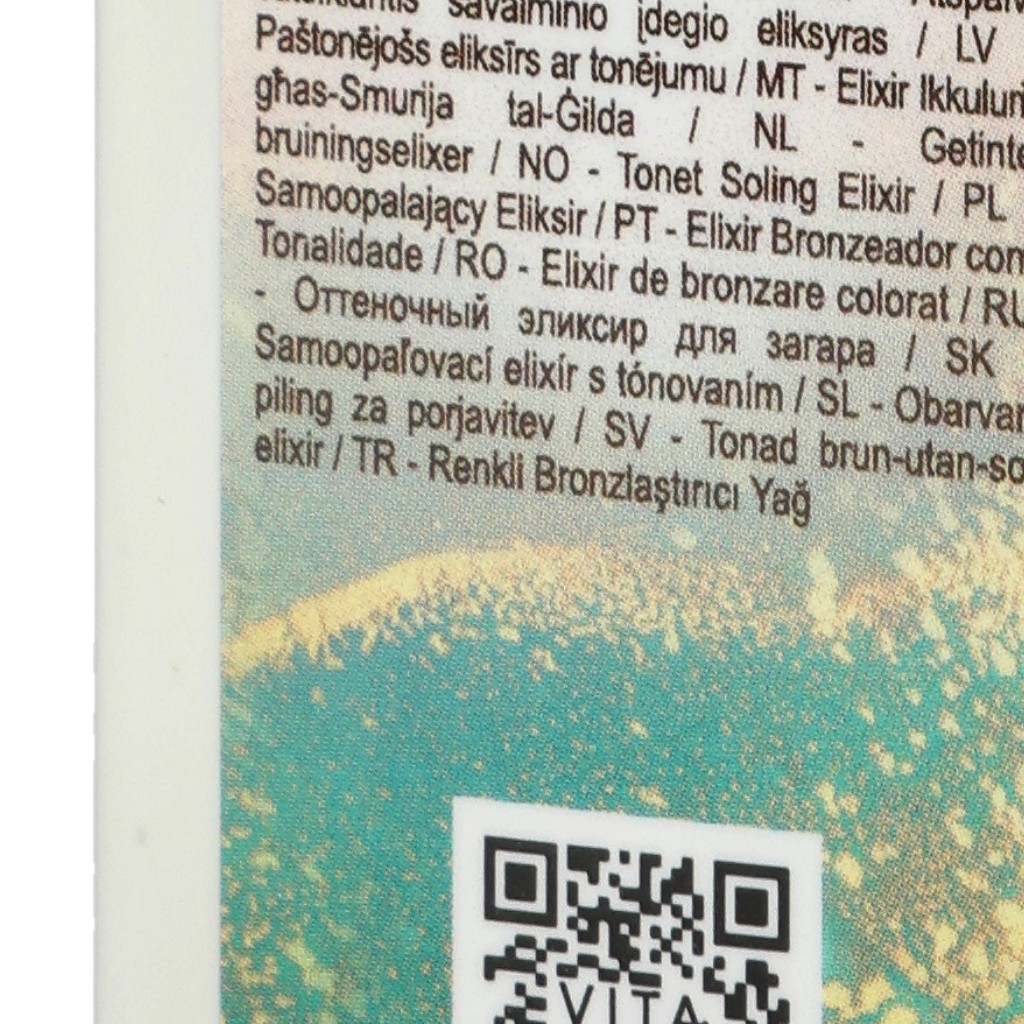 savaiminio įdegio eliksyras / LV
Paštonējošs eliksīrs ar tonējumu / MT - Elixir Ikkulur
għas-Smurija tal-Ġilda / NL - Getinte
bruiningselixer / NO - Tonet Soling Elixir / PL
Samoopalający Eliksir / PT - Elixir Bronzeador com
Tonalidade / RO - Elixir de bronzare colorat / RU
- Оттеночный эликсир для загара / SK
Samoopaľovací elixír s tónovaním / SL - Obarvan
piling za porjavitev / SV - Tonad brun-utan-so
elixir / TR - Renkli Bronzlaştırıcı Yağ
VITA